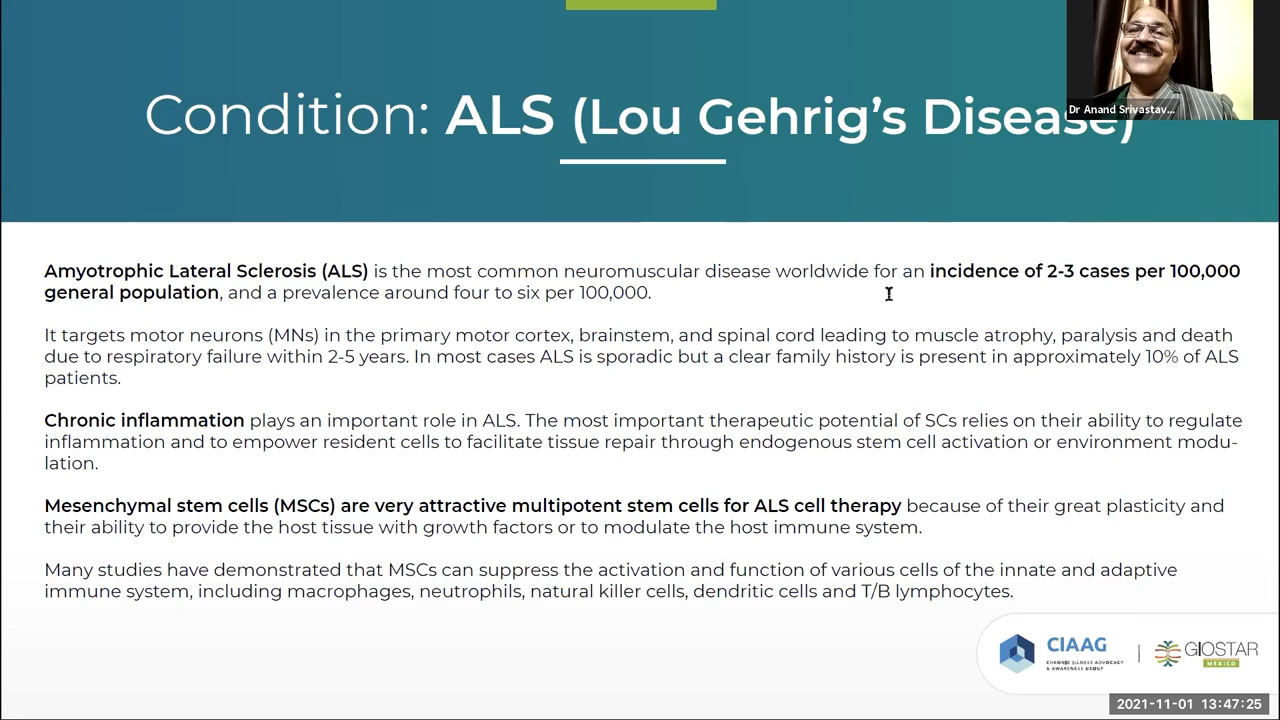 Condition: ALS (Lou Gehrig's Disease)
Dr Anand Srivastav...
Amyotrophic Lateral Sclerosis (ALS) is the most common neuromuscular disease worldwide for an incidence of 2-3 cases per 100,000
general population, and a prevalence around four to six per 100,000.
It targets motor neurons (MNs) in the primary motor cortex, brainstem, and spinal cord leading to muscle atrophy, paralysis and death
due to respiratory failure within 2-5 years. In most cases ALS is sporadic but a clear family history is present in approximately 10% of ALS
patients.
Chronic inflammation plays an important role in ALS. The most important therapeutic potential of SCs relies on their ability to regulate
inflammation and to empower resident cells to facilitate tissue repair through endogenous stem cell activation or environment modu-
lation.
Mesenchymal stem cells (MSCs) are very attractive multipotent stem cells for ALS cell therapy because of their great plasticity and
their ability to provide the host tissue with growth factors or to modulate the host immune system.
Many studies have demonstrated that MSCs can suppress the activation and function of various cells of the innate and adaptive
immune system, including macrophages, neutrophils, natural killer cells, dendritic cells and T/B lymphocytes.
CIAAG
CHRONIC ILLNESS ADVOCACY
& AWARENESS GROUP
GIOSTAR
MEXICO
2021-11-01 13:47:25